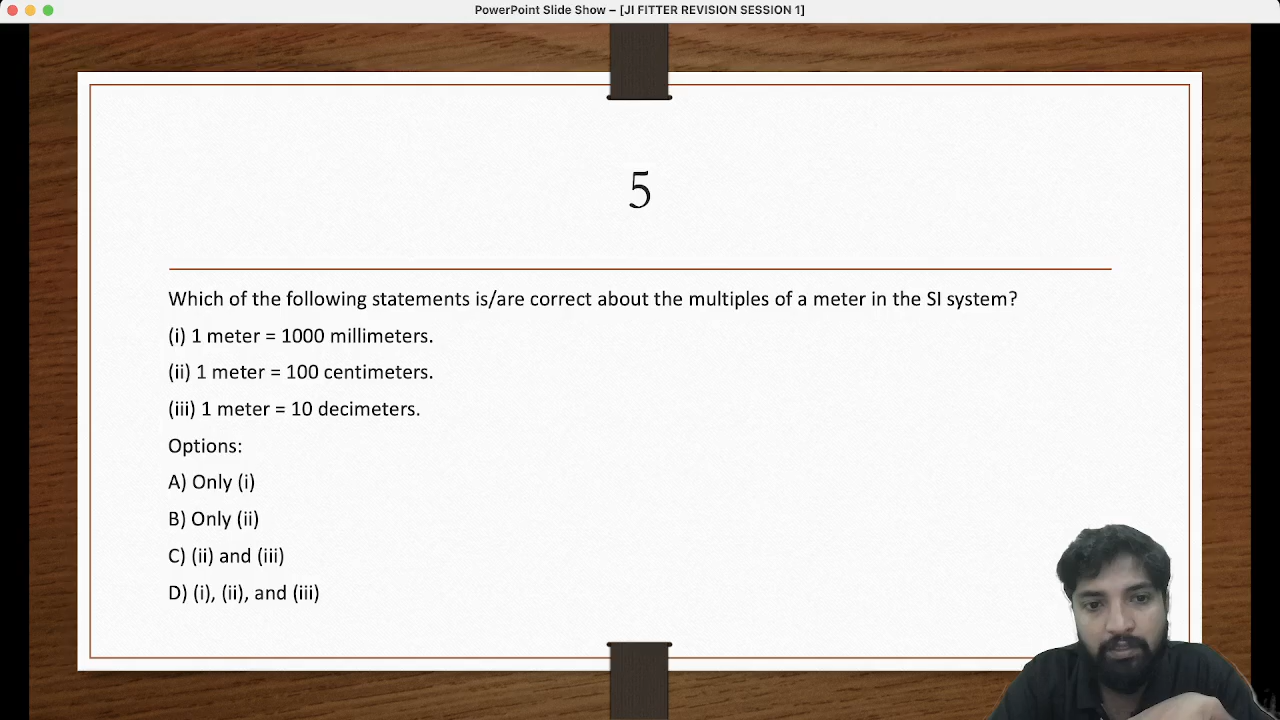 PowerPoint Slide Show – [JI FITTER REVISION SESSION 1]
5
Which of the following statements is/are correct about the multiples of a meter in the SI system?
(i) 1 meter = 1000 millimeters.
(ii) 1 meter = 100 centimeters.
(iii) 1 meter = 10 decimeters.
Options:
A) Only (i)
B) Only (ii)
C) (ii) and (iii)
D) (i), (ii), and (iii)